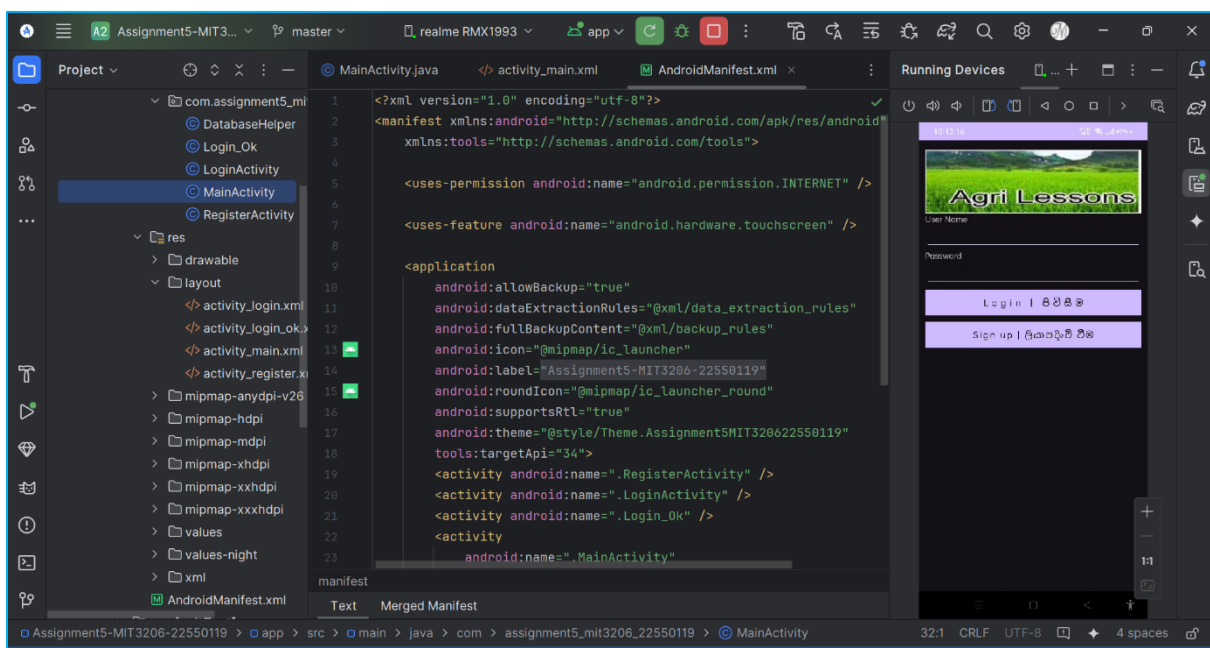 A2 Assignment5-MIT3... master realme RMX1993 app
Project
MainActivity.java activity_main.xml AndroidManifest.xml
Running Devices
com.assignment5_mi
DatabaseHelper
Login_Ok
LoginActivity
MainActivity
RegisterActivity
res
drawable
layout
activity_login.xml
activity_login_ok.x
activity_main.xml
activity_register.x
mipmap-anydpi-v26
mipmap-hdpi
mipmap-mdpi
mipmap-xhdpi
mipmap-xxhdpi
mipmap-xxxhdpi
values
values-night
xml
AndroidManifest.xml
1 <?xml version="1.0" encoding="utf-8"?>
2 <manifest xmlns:android="http://schemas.android.com/apk/res/android"
3 xmlns:tools="http://schemas.android.com/tools">
4
5 <uses-permission android:name="android.permission.INTERNET" />
6
7 <uses-feature android:name="android.hardware.touchscreen" />
8
9 <application
10 android:allowBackup="true"
11 android:dataExtractionRules="@xml/data_extraction_rules"
12 android:fullBackupContent="@xml/backup_rules"
13 android:icon="@mipmap/ic_launcher"
14 android:label="Assignment5-MIT3206-22550119"
15 android:roundIcon="@mipmap/ic_launcher_round"
16 android:supportsRtl="true"
17 android:theme="@style/Theme.Assignment5MIT320622550119"
18 tools:targetApi="34">
19 <activity android:name=".RegisterActivity" />
20 <activity android:name=".LoginActivity" />
21 <activity android:name=".Login_Ok" />
22 <activity
23 android:name=".MainActivity"
manifest
Text Merged Manifest
Agri Lessons
User Name
Password
Login | පිවිසීම
Sign up | ලියාපදිංචි වීම
1:1
Assignment5-MIT3206-22550119 > app > src > main > java > com > assignment5_mit3206_22550119 > MainActivity
32:1 CRLF UTF-8 4 spaces